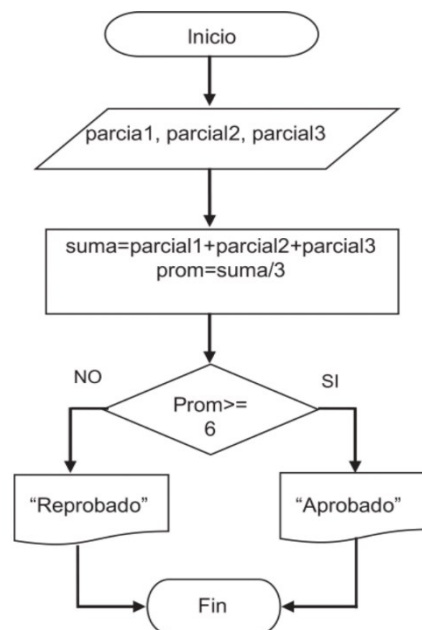 Inicio
parcia1, parcial2, parcial3
suma=parcial1+parcial2+parcial3
prom=suma/3
NO
SI
Prom>=
6
“Reprobado”
“Aprobado”
Fin